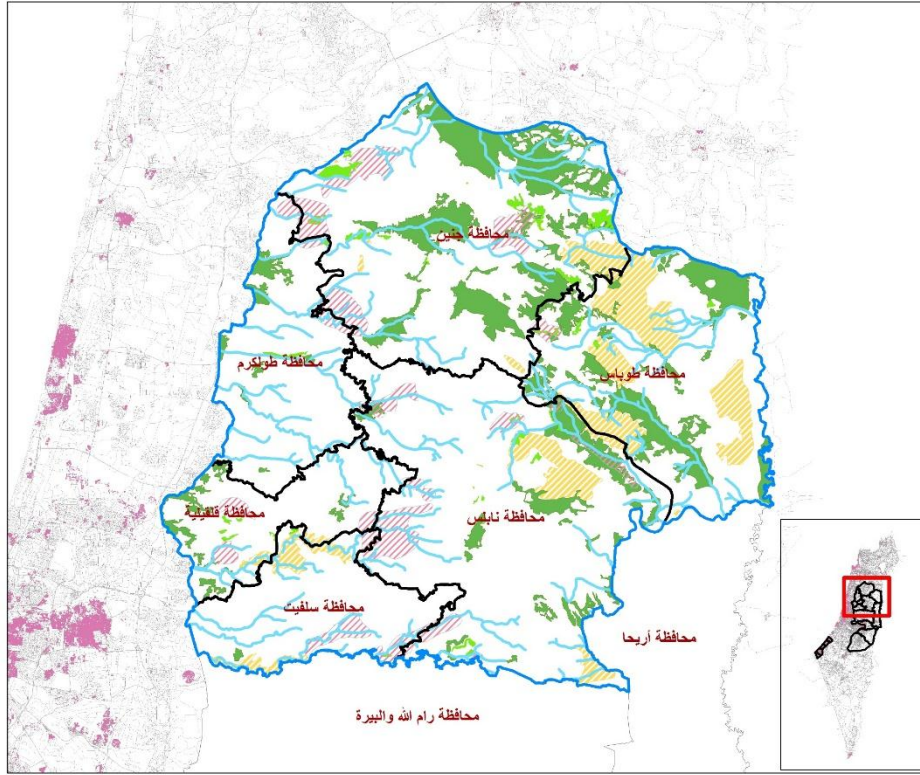 محافظة جنين
محافظة طولكرم
محافظة طوباس
محافظة قلقيلية
محافظة نابلس
محافظة سلفيت
محافظة أريحا
محافظة رام الله والبيرة